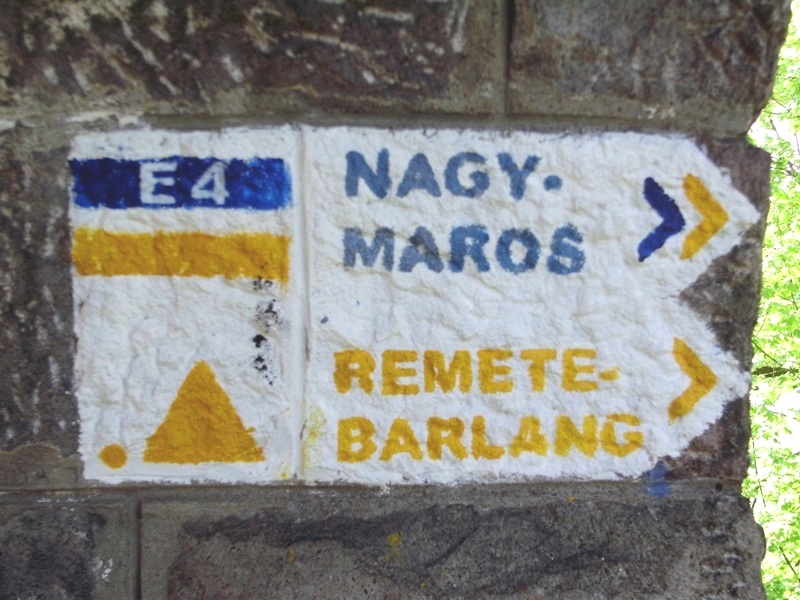 E4
NAGY-
MAROS
REMETE-
BARLANG